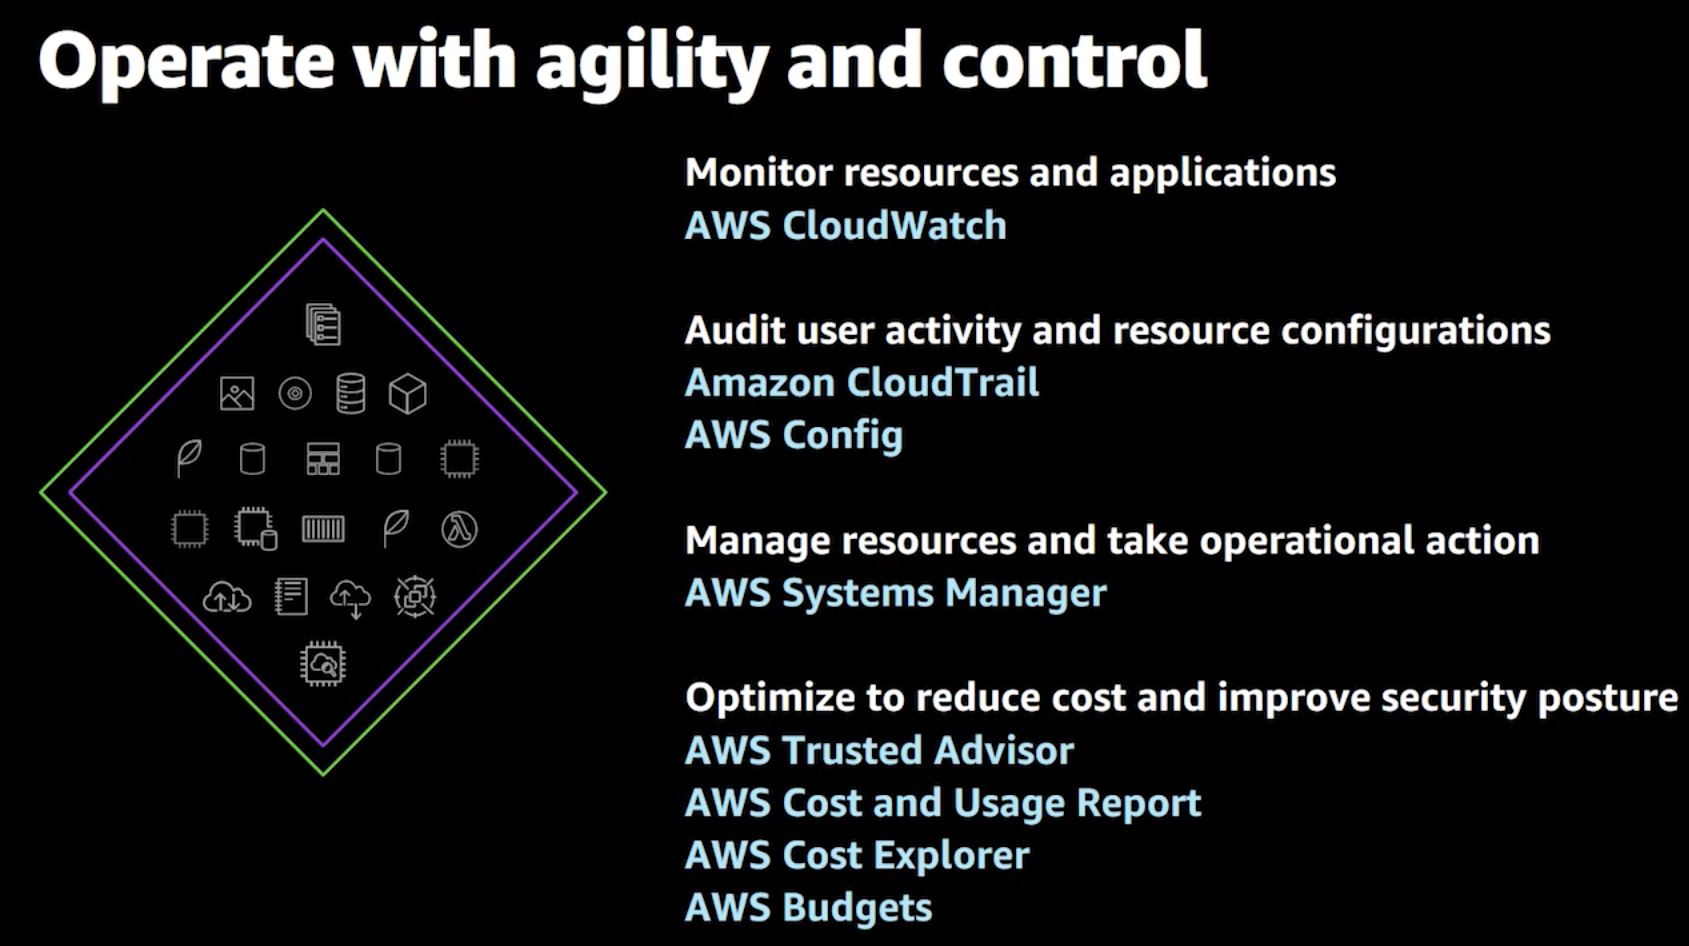 Operate with agility and control
Monitor resources and applications
AWS CloudWatch
Audit user activity and resource configurations
Amazon CloudTrail
AWS Config
Manage resources and take operational action
AWS Systems Manager
Optimize to reduce cost and improve security posture
AWS Trusted Advisor
AWS Cost and Usage Report
AWS Cost Explorer
AWS Budgets